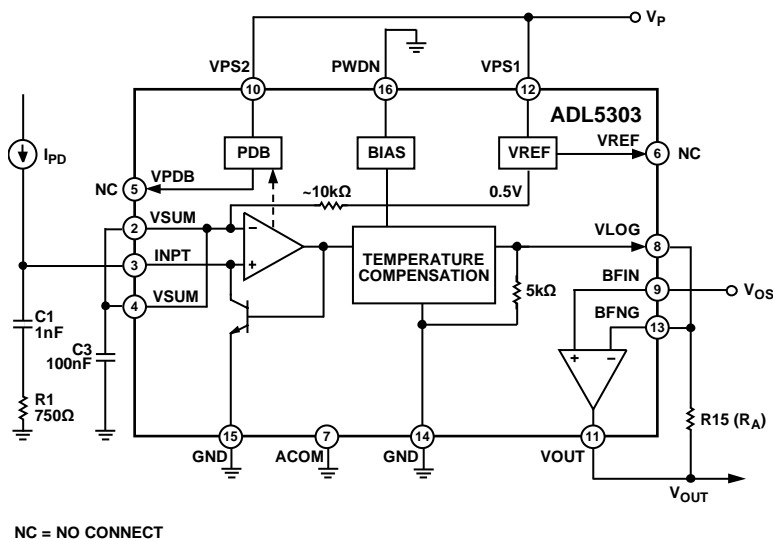 V_P
VPS2
PWDN
VPS1
10
16
12
ADL5303
I_PD
PDB
BIAS
VREF
VREF
6
NC
NC
5
VPDB
~10kΩ
0.5V
2
VSUM
VLOG
8
3
INPT
TEMPERATURE
COMPENSATION
BFIN
9
V_OS
4
VSUM
5kΩ
BFNG
13
C1
1nF
C3
100nF
R1
750Ω
R15 (R_A)
15
7
14
11
GND
ACOM
GND
VOUT
V_OUT
NC = NO CONNECT